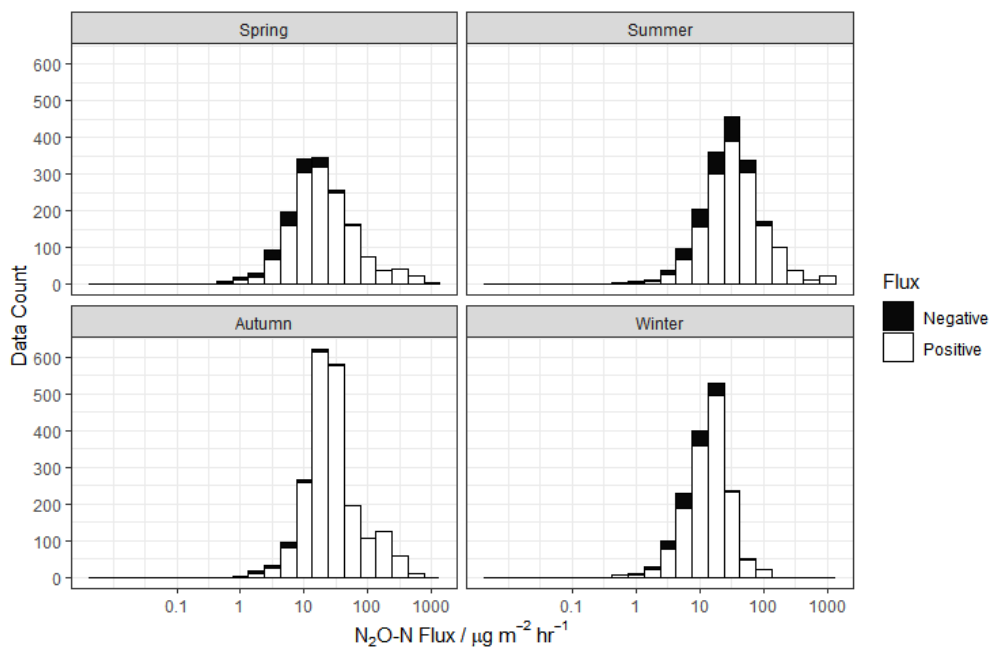 Spring
Summer
600
500
400
300
200
100
0
Autumn
Winter
600
500
400
300
200
100
0
0.1 1 10 100 1000
0.1 1 10 100 1000
Data Count
N₂O-N Flux / μg m⁻² hr⁻¹
Flux
Negative
Positive